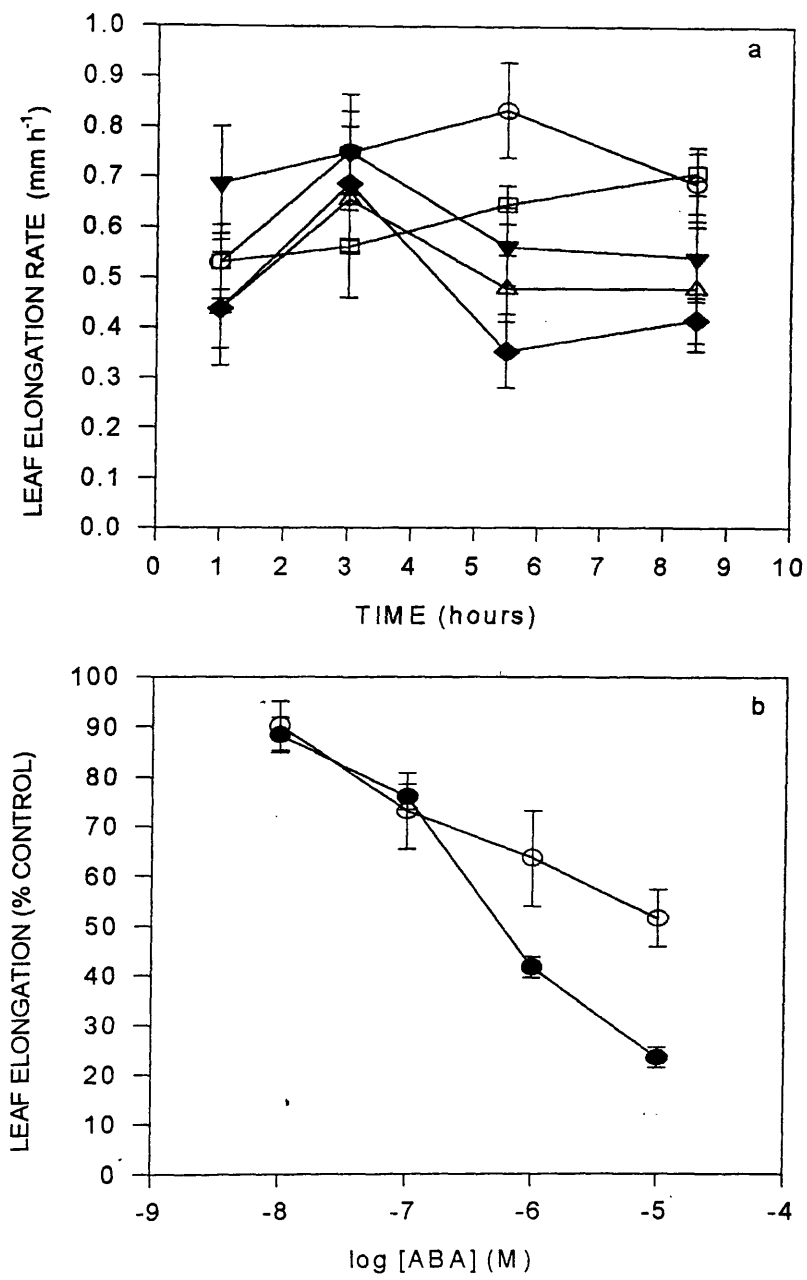 a
LEAF ELONGATION RATE (mm h⁻¹)
1.0
0.9
0.8
0.7
0.6
0.5
0.4
0.3
0.2
0.1
0.0
0 1 2 3 4 5 6 7 8 9 10
TIME (hours)
b
LEAF ELONGATION (% CONTROL)
100
90
80
70
60
50
40
30
20
10
0
-9 -8 -7 -6 -5 -4
log [ABA] (M)